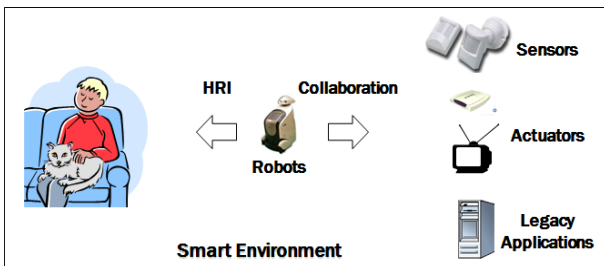 Sensors
HRI
Collaboration
Actuators
Robots
Legacy
Applications
Smart Environment